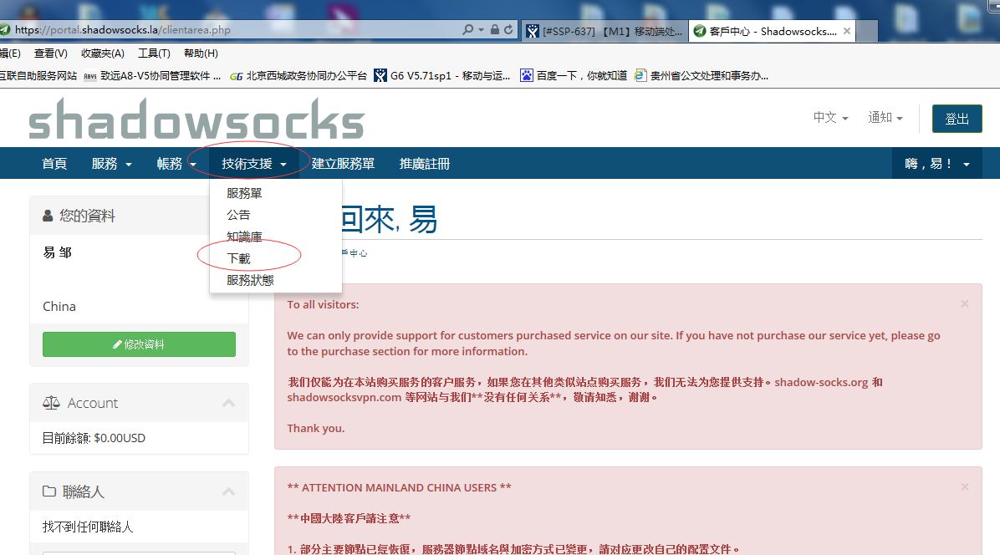 https://portal.shadowsocks.la/clientarea.php
[#SSP-637] 【M1】移动端处...
客戶中心 - Shadowsocks....
辑(E) 查看(V) 收藏夹(A) 工具(T) 帮助(H)
互联自助服务网站 致远A8-V5协同管理软件 ... 北京西城政务协同办公平台 G6 V5.71sp1 - 移动与运... 百度一下，你就知道 贵州省公文处理和事务办...
shadowsocks
中文 通知 登出
首頁 服務 帳務 技術支援 建立服務單 推廣註冊 嗨，易！
服務單
公告
知識庫
下載
服務狀態
回來, 易
戶中心
您的資料
易 邹
China
修改資料
Account
目前餘額: $0.00USD
聯絡人
找不到任何聯絡人
To all visitors:
We can only provide support for customers purchased service on our site. If you have not purchase our service yet, please go
to the purchase section for more information.
我们仅能为在本站购买服务的客户服务，如果您在其他类似站点购买服务，我们无法为您提供支持。shadow-socks.org 和
shadowsocksvpn.com 等网站与我们**没有任何关系**，敬请知悉，谢谢。
Thank you.
** ATTENTION MAINLAND CHINA USERS **
**中國大陸客戶請注意**
1. 部分主要節點已經恢復，服務器節點域名與加密方式已變更，請对应更改自己的配置文件。